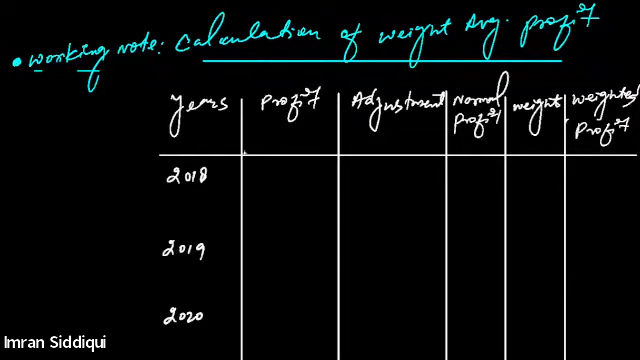 • working note: Calculation of weight Avg. profit
Years Profit Adjustment Normal Profit weight weighted Profit
2018
2019
2020
Imran Siddiqui